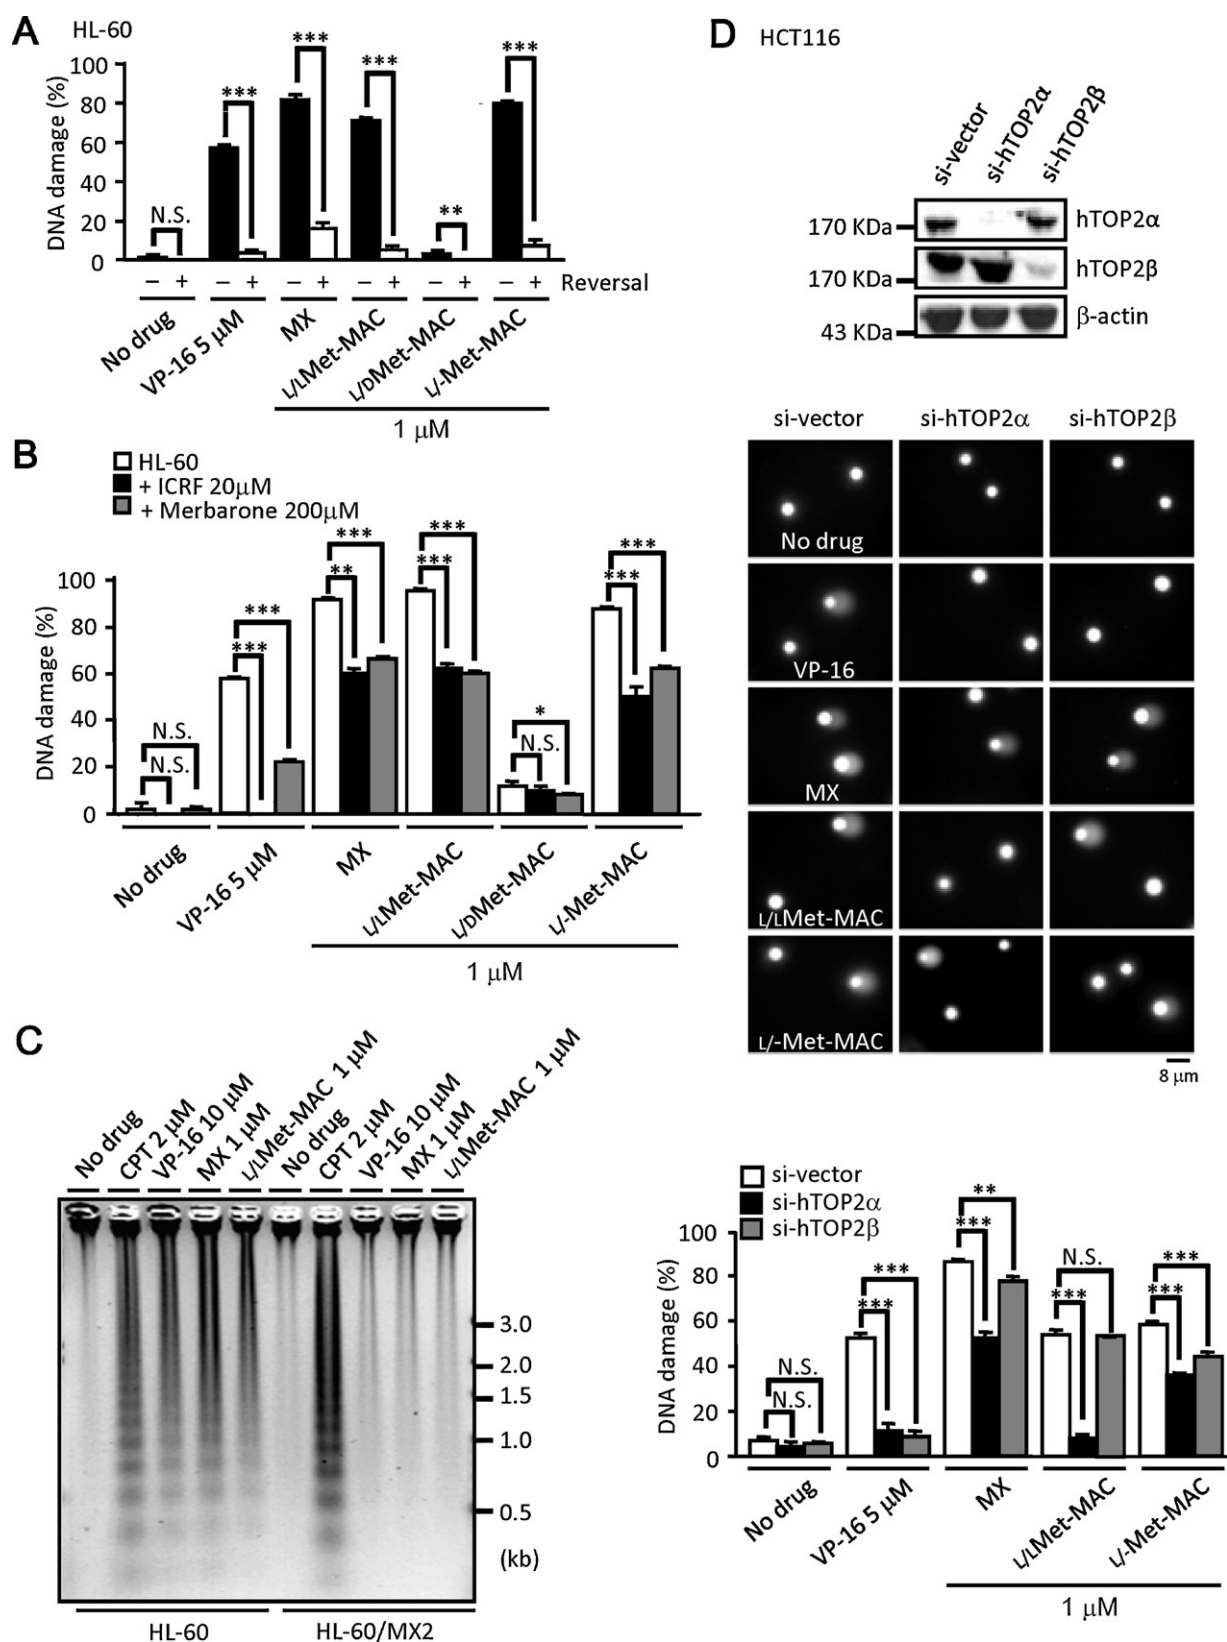 A
HL-60
DNA damage (%)
100
80
60
40
20
0
N.S.
***
***
***
**
***
– + – + – + – + – + – + Reversal
No drug
VP-16 5 µM
MX
L/LMet-MAC
L/DMet-MAC
L/-Met-MAC
1 µM
B
HL-60
+ ICRF 20µM
+ Merbarone 200µM
DNA damage (%)
100
80
60
40
20
0
N.S.
N.S.
***
***
***
**
***
***
*
N.S.
***
***
No drug
VP-16 5 µM
MX
L/LMet-MAC
L/DMet-MAC
L/-Met-MAC
1 µM
C
No drug
CPT 2 µM
VP-16 10 µM
MX 1 µM
L/LMet-MAC 1 µM
No drug
CPT 2 µM
VP-16 10 µM
MX 1 µM
L/LMet-MAC 1 µM
3.0
2.0
1.5
1.0
0.5
(kb)
HL-60
HL-60/MX2
D
HCT116
si-vector
si-hTOP2α
si-hTOP2β
170 KDa
hTOP2α
170 KDa
hTOP2β
43 KDa
β-actin
si-vector si-hTOP2α si-hTOP2β
No drug
VP-16
MX
L/LMet-MAC
L/-Met-MAC
8 µm
si-vector
si-hTOP2α
si-hTOP2β
DNA damage (%)
100
80
60
40
20
0
N.S.
N.S.
***
***
**
***
N.S.
***
***
***
No drug
VP-16 5 µM
MX
L/LMet-MAC
L/-Met-MAC
1 µM